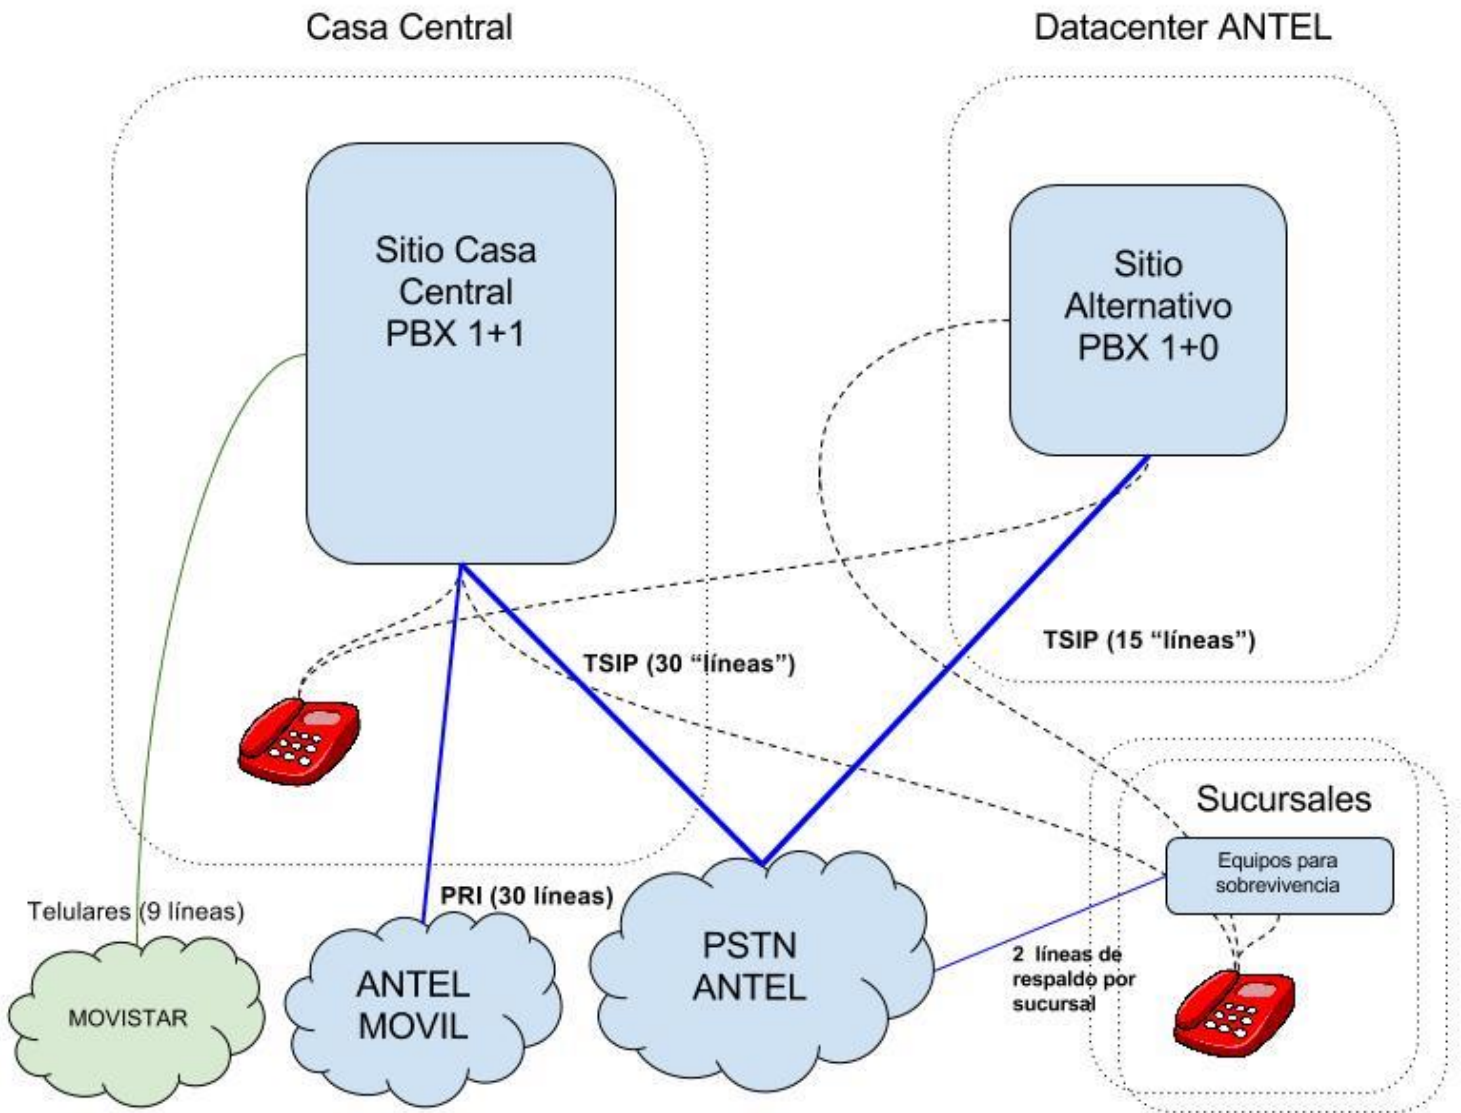 Casa Central
Datacenter ANTEL
Sitio Casa
Central
PBX 1+1
Sitio
Alternativo
PBX 1+0
TSIP (30 “líneas”)
TSIP (15 “líneas”)
Sucursales
Equipos para
sobrevivencia
Telulares (9 líneas)
PRI (30 líneas)
MOVISTAR
ANTEL
MOVIL
PSTN
ANTEL
2 líneas de
respaldo por
sucursal